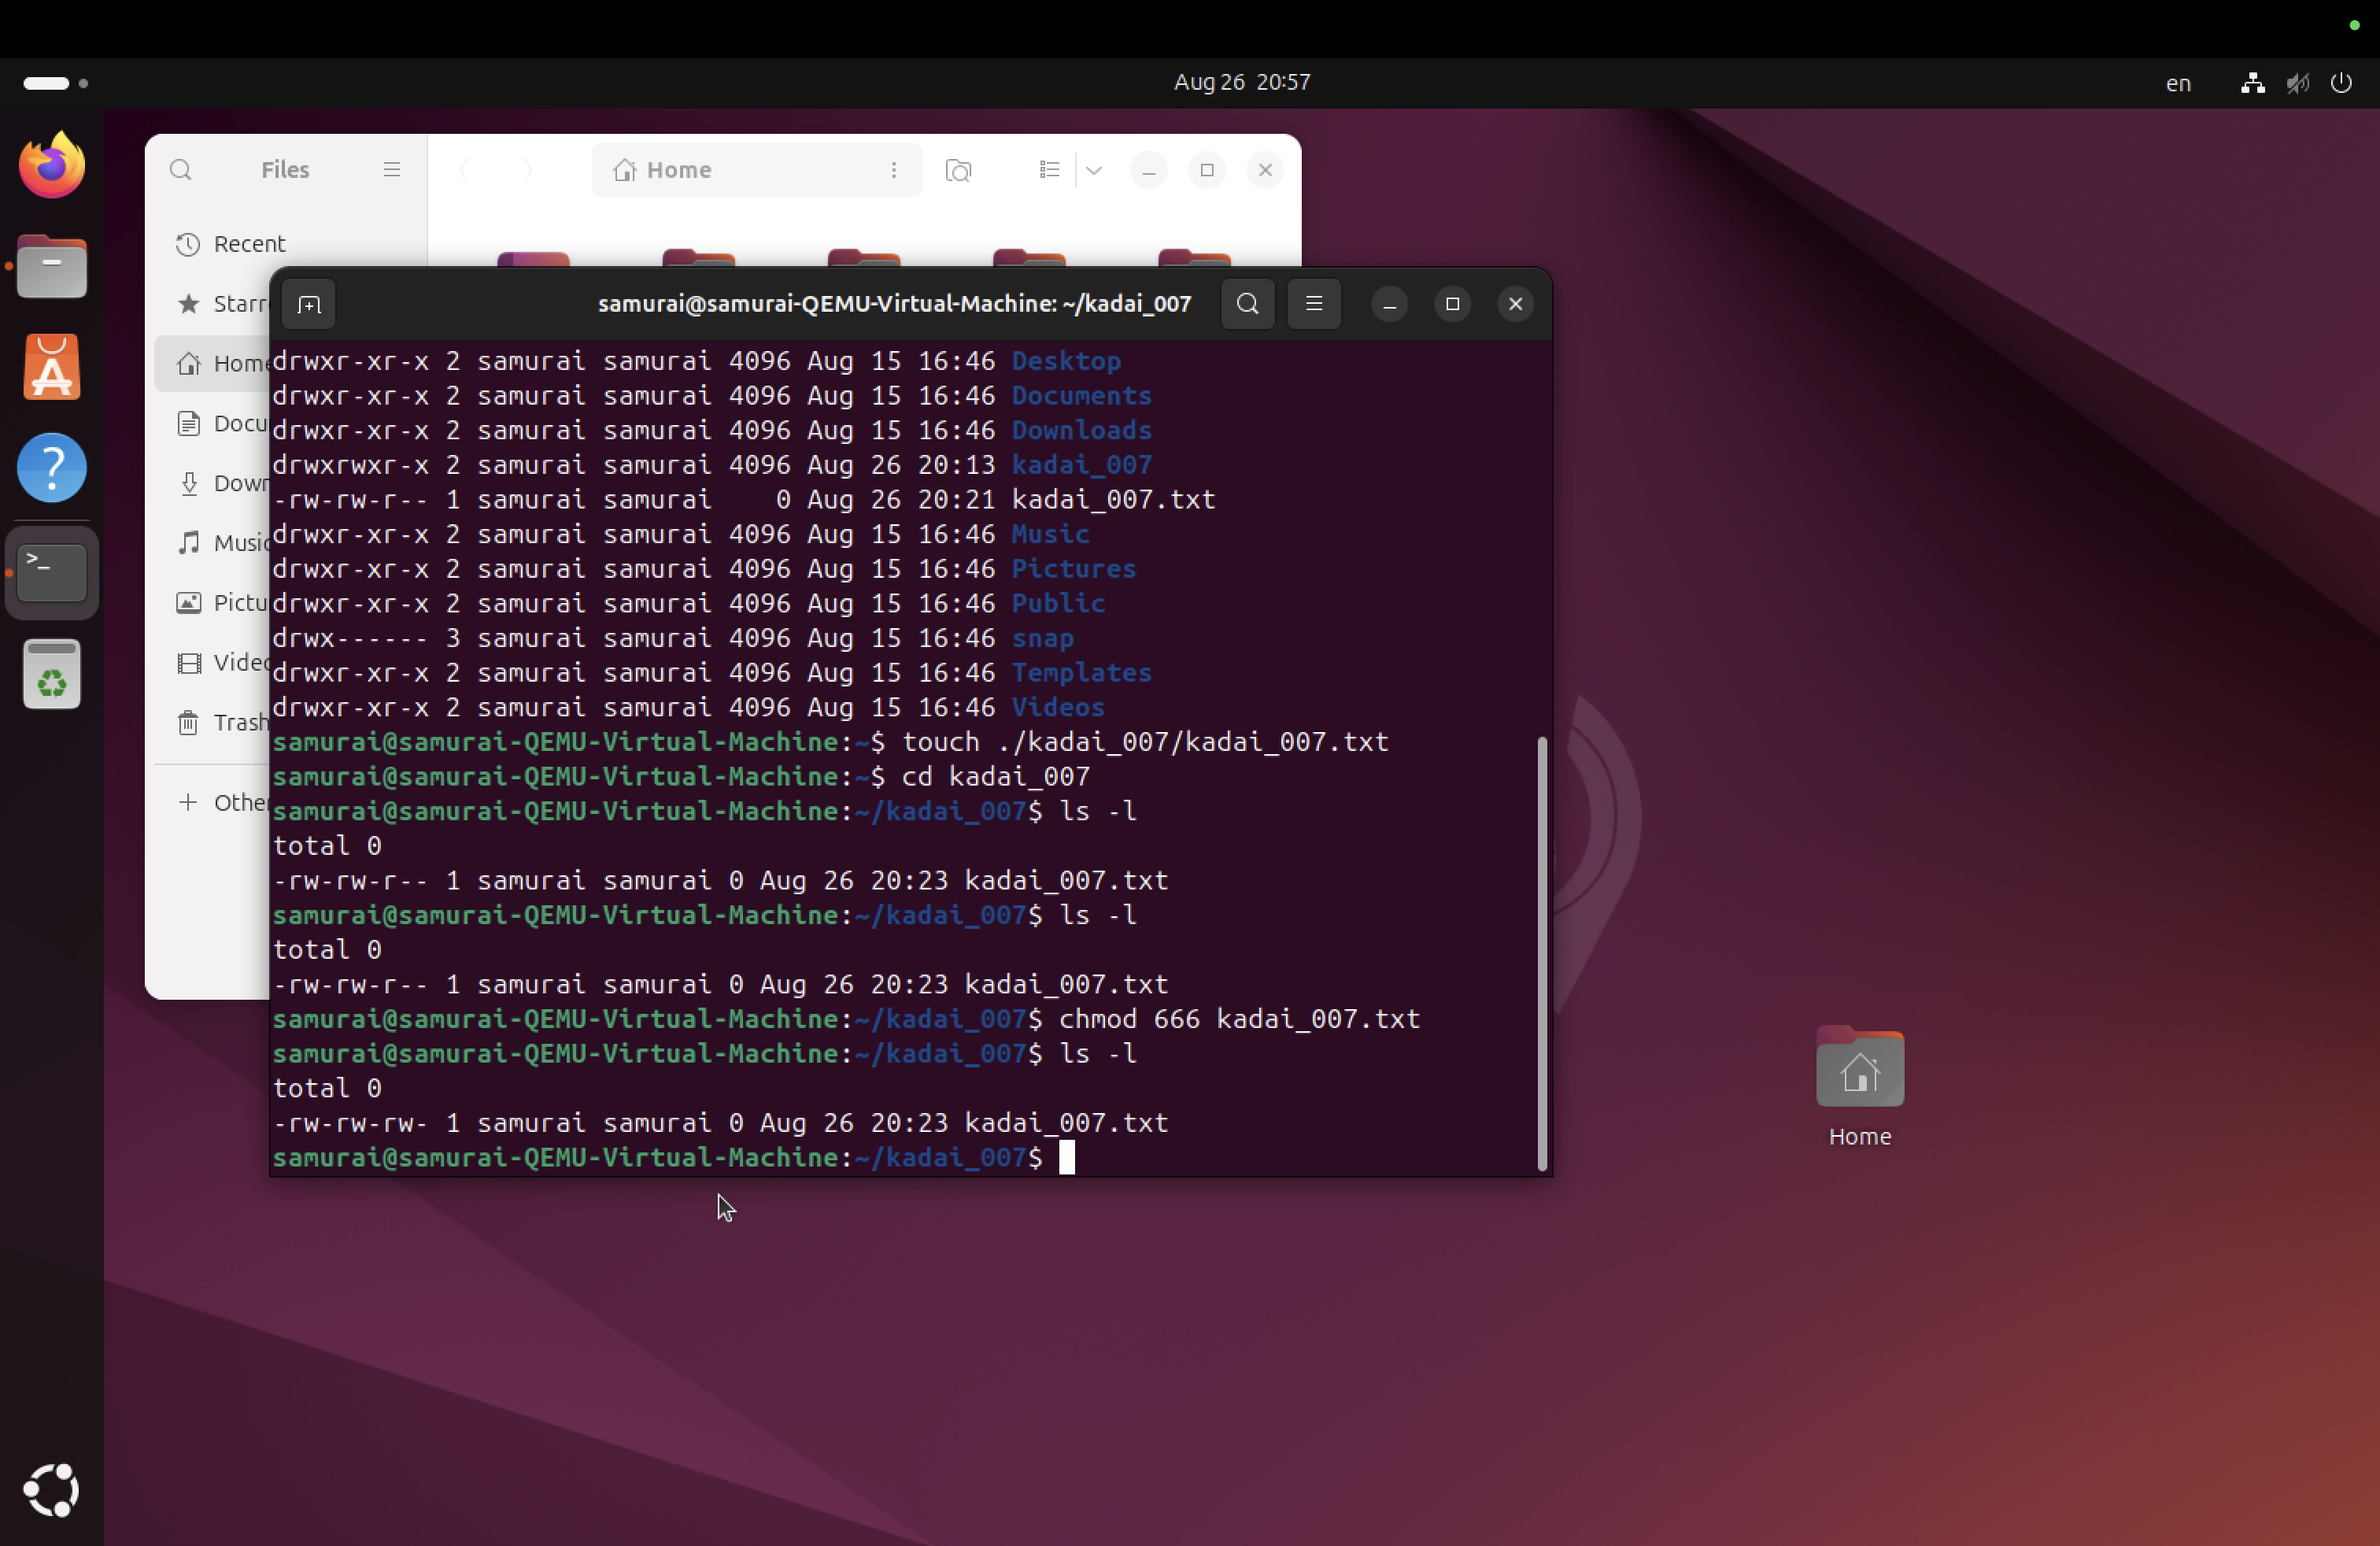 Aug 26 20:57
en
Files
Home
Recent
Starr
Home
Docu
Down
Music
Pictu
Video
Trash
Other
samurai@samurai-QEMU-Virtual-Machine: ~/kadai_007
drwxr-xr-x 2 samurai samurai 4096 Aug 15 16:46 Desktop
drwxr-xr-x 2 samurai samurai 4096 Aug 15 16:46 Documents
drwxr-xr-x 2 samurai samurai 4096 Aug 15 16:46 Downloads
drwxrwxr-x 2 samurai samurai 4096 Aug 26 20:13 kadai_007
-rw-rw-r-- 1 samurai samurai    0 Aug 26 20:21 kadai_007.txt
drwxr-xr-x 2 samurai samurai 4096 Aug 15 16:46 Music
drwxr-xr-x 2 samurai samurai 4096 Aug 15 16:46 Pictures
drwxr-xr-x 2 samurai samurai 4096 Aug 15 16:46 Public
drwx------ 3 samurai samurai 4096 Aug 15 16:46 snap
drwxr-xr-x 2 samurai samurai 4096 Aug 15 16:46 Templates
drwxr-xr-x 2 samurai samurai 4096 Aug 15 16:46 Videos
samurai@samurai-QEMU-Virtual-Machine:~$ touch ./kadai_007/kadai_007.txt
samurai@samurai-QEMU-Virtual-Machine:~$ cd kadai_007
samurai@samurai-QEMU-Virtual-Machine:~/kadai_007$ ls -l
total 0
-rw-rw-r-- 1 samurai samurai 0 Aug 26 20:23 kadai_007.txt
samurai@samurai-QEMU-Virtual-Machine:~/kadai_007$ ls -l
total 0
-rw-rw-r-- 1 samurai samurai 0 Aug 26 20:23 kadai_007.txt
samurai@samurai-QEMU-Virtual-Machine:~/kadai_007$ chmod 666 kadai_007.txt
samurai@samurai-QEMU-Virtual-Machine:~/kadai_007$ ls -l
total 0
-rw-rw-rw- 1 samurai samurai 0 Aug 26 20:23 kadai_007.txt
samurai@samurai-QEMU-Virtual-Machine:~/kadai_007$
Home